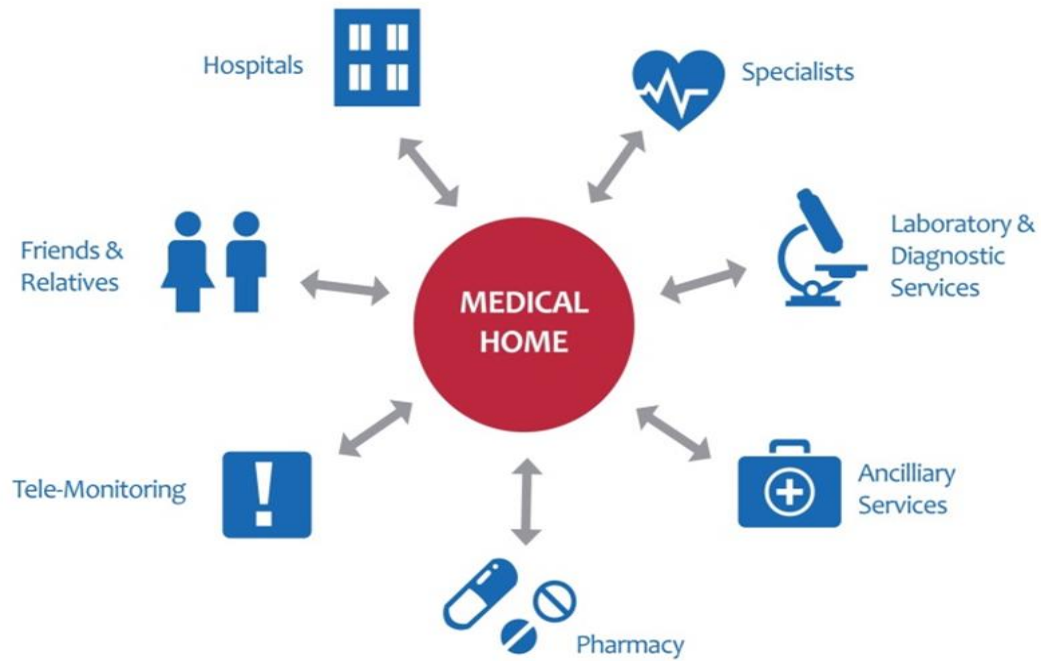 Hospitals
Specialists
Friends &
Relatives
Laboratory &
Diagnostic
Services
MEDICAL
HOME
Tele-Monitoring
Ancilliary
Services
Pharmacy